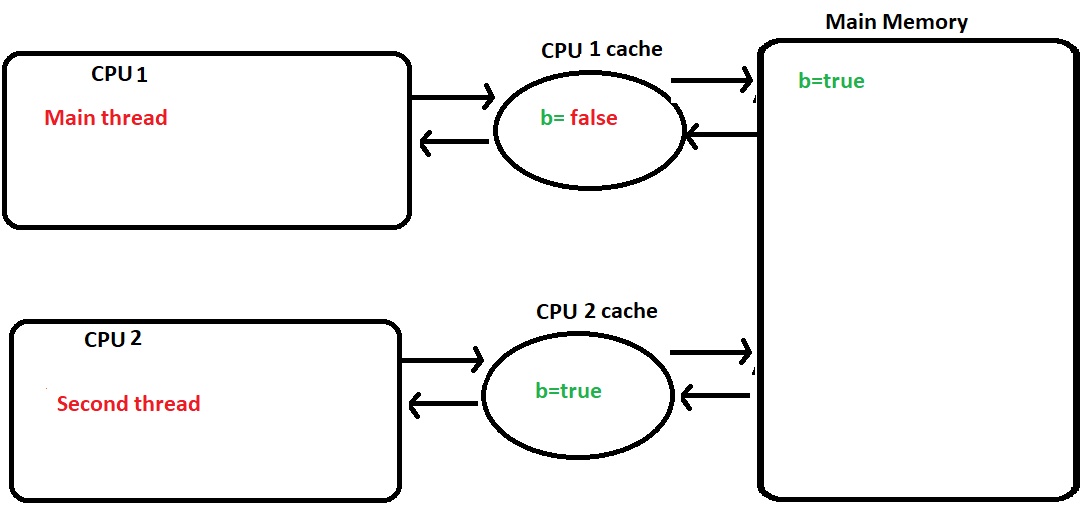 Main Memory
CPU 1 cache
CPU 1
b=true
Main thread
b= false
CPU 2 cache
CPU 2
b=true
Second thread